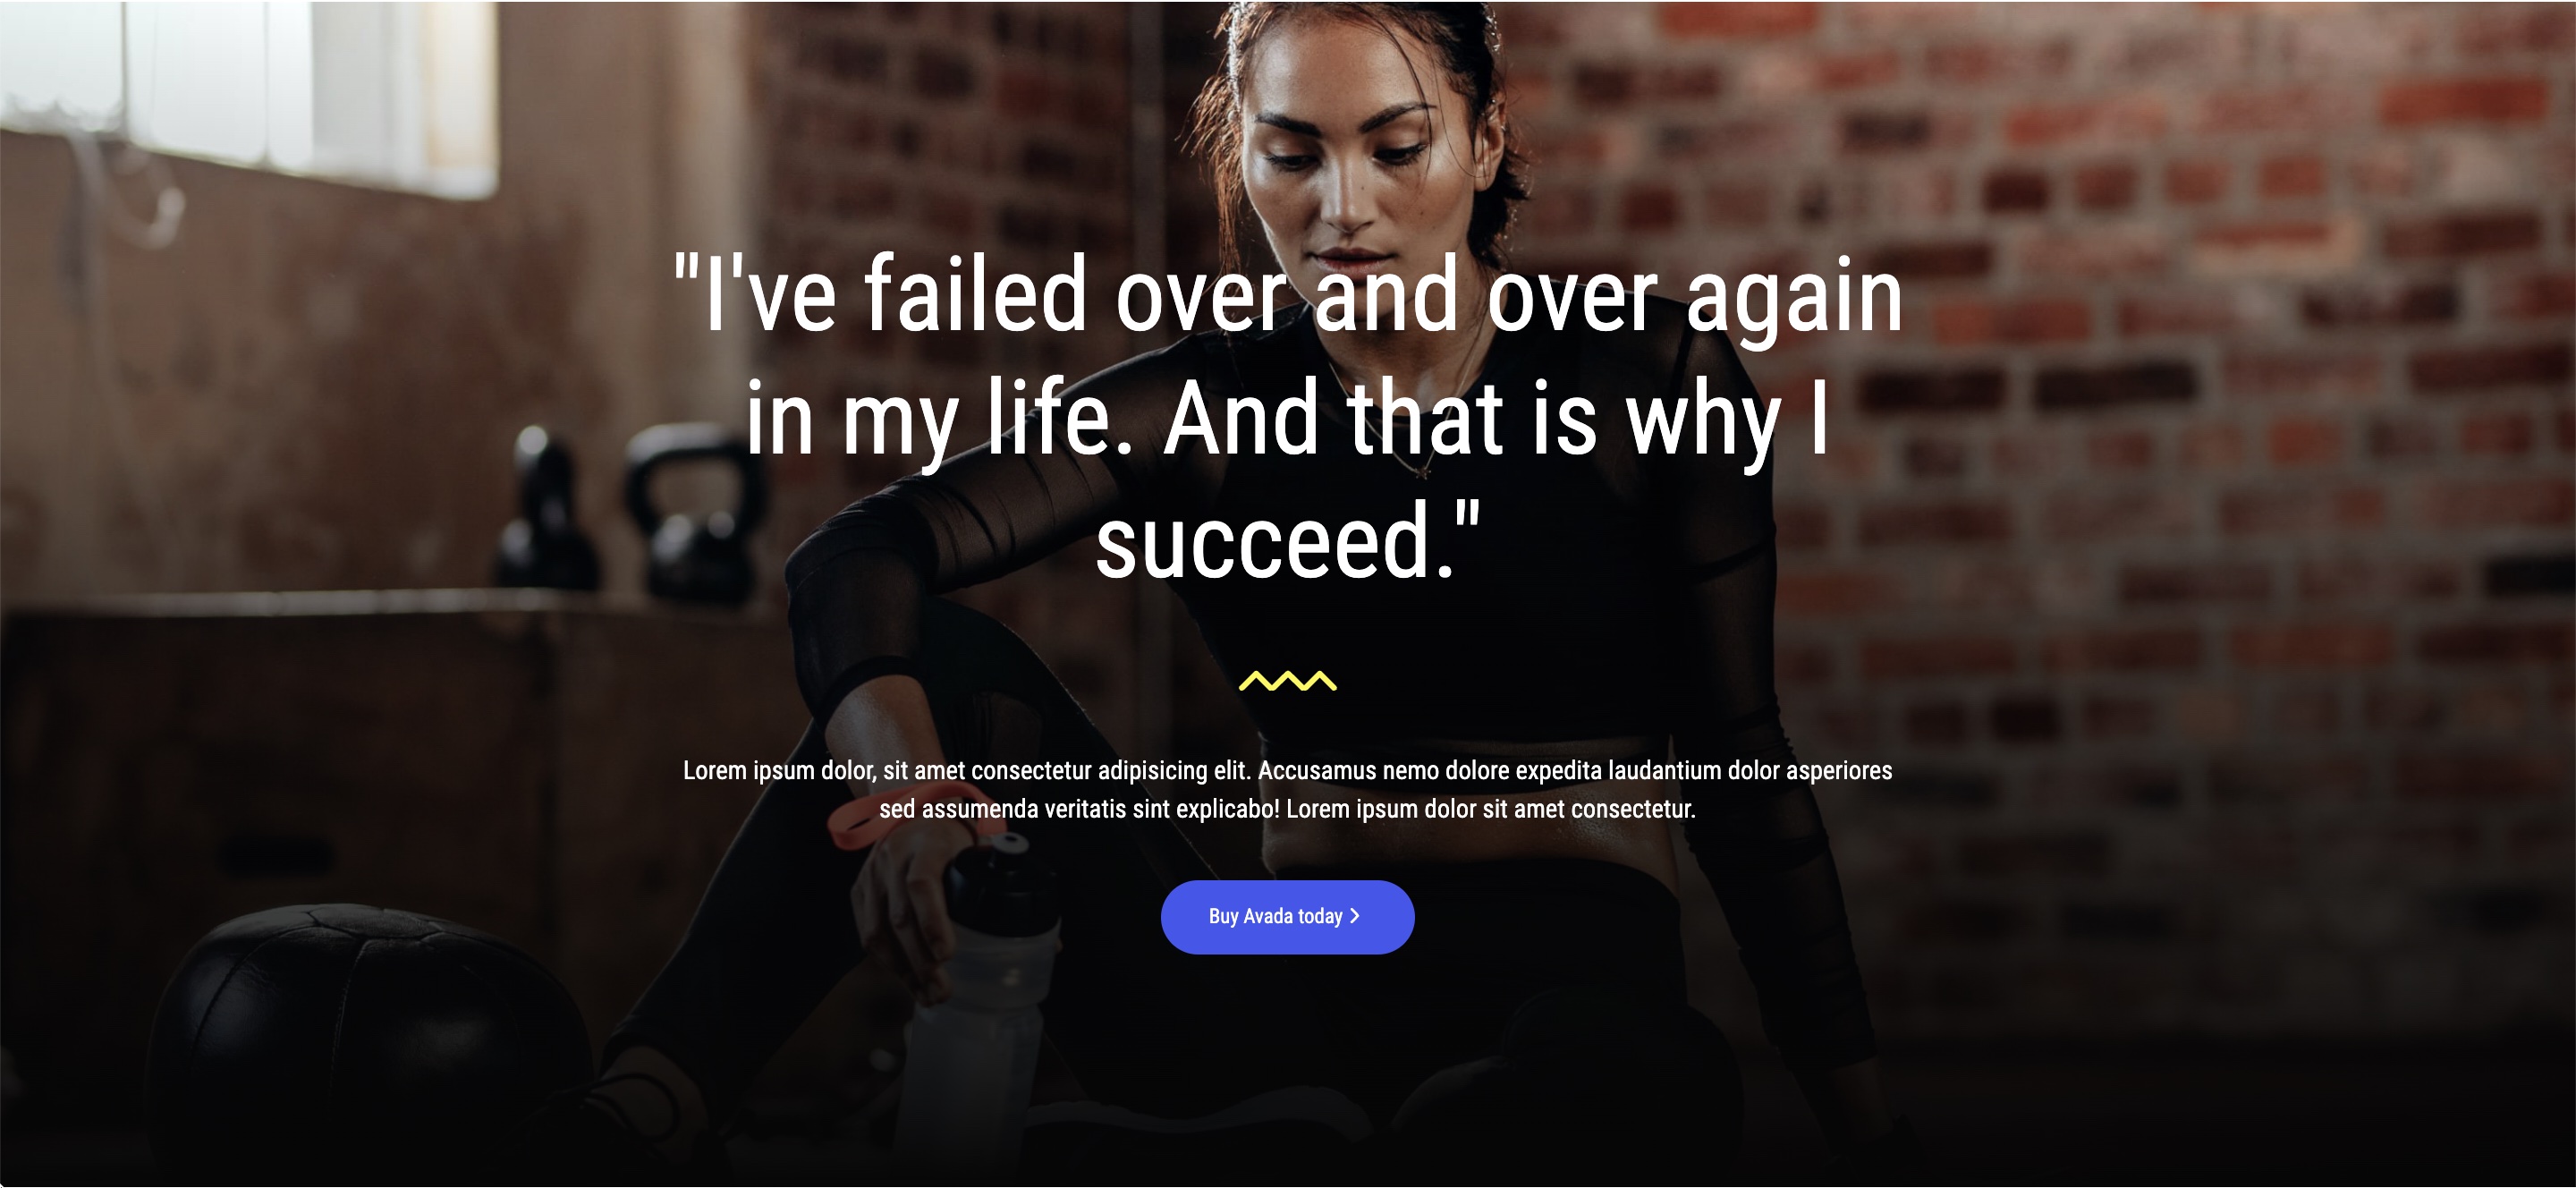 "I've failed over and over again
in my life. And that is why I
succeed."
Lorem ipsum dolor, sit amet consectetur adipisicing elit. Accusamus nemo dolore expedita laudantium dolor asperiores
sed assumenda veritatis sint explicabo! Lorem ipsum dolor sit amet consectetur.
Buy Avada today